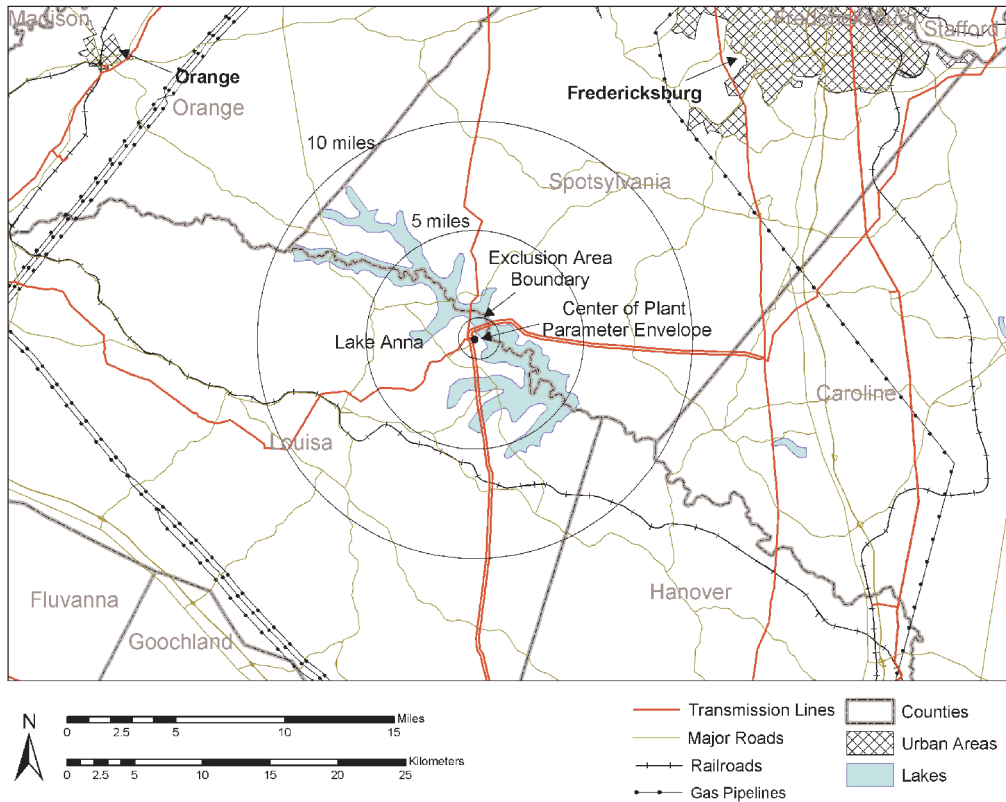 Madison
Orange
Orange
Fredericksburg
Stafford
Fredericksburg
10 miles
Spotsylvania
5 miles
Exclusion Area
Boundary
Center of Plant
Parameter Envelope
Lake Anna
Caroline
Louisa
Fluvanna
Goochland
Hanover
N
Miles
0 2.5 5 10 15
Kilometers
0 2.5 5 10 15 20 25
Transmission Lines
Major Roads
Railroads
Gas Pipelines
Counties
Urban Areas
Lakes